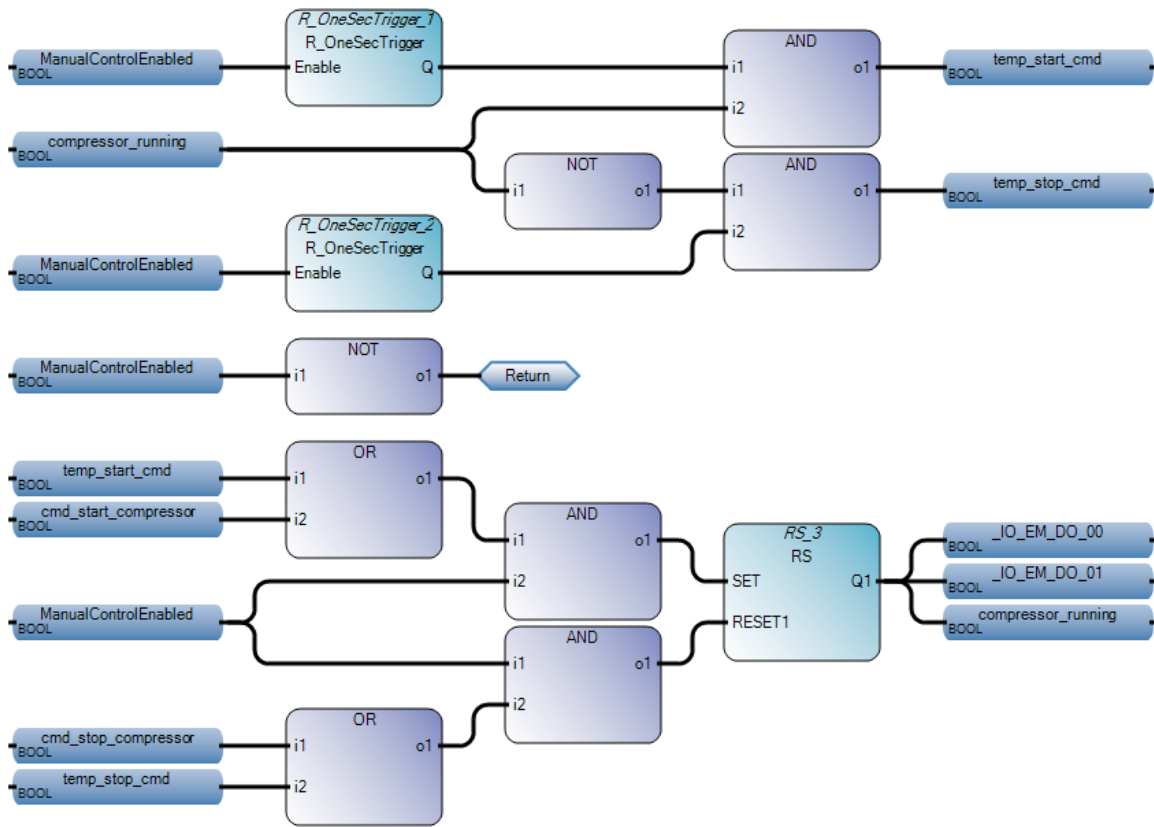 R_OneSecTrigger_1
R_OneSecTrigger
ManualControlEnabled
BOOL
Enable
Q
AND
i1
o1
i2
temp_start_cmd
BOOL
compressor_running
BOOL
NOT
i1
o1
AND
i1
o1
i2
temp_stop_cmd
BOOL
R_OneSecTrigger_2
R_OneSecTrigger
ManualControlEnabled
BOOL
Enable
Q
ManualControlEnabled
BOOL
NOT
i1
o1
Return
temp_start_cmd
BOOL
cmd_start_compressor
BOOL
OR
i1
o1
i2
AND
i1
o1
i2
ManualControlEnabled
BOOL
AND
i1
o1
i2
RS_3
RS
SET
Q1
RESET1
_IO_EM_DO_00
BOOL
_IO_EM_DO_01
BOOL
compressor_running
BOOL
cmd_stop_compressor
BOOL
temp_stop_cmd
BOOL
OR
i1
o1
i2